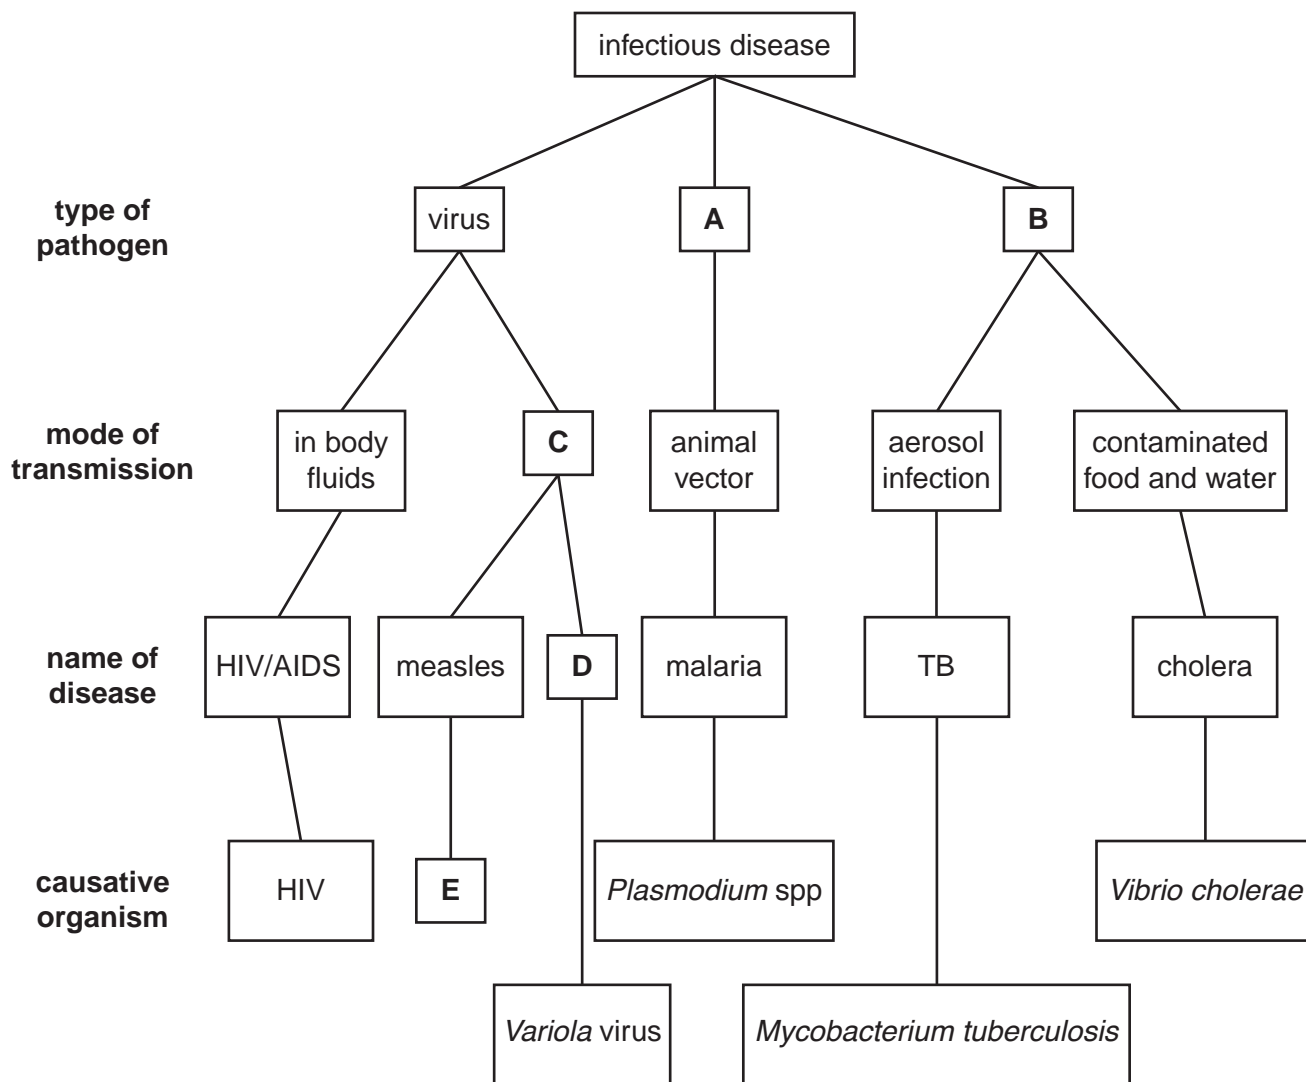 infectious disease
type of
pathogen
virus
A
B
mode of
transmission
in body
fluids
C
animal
vector
aerosol
infection
contaminated
food and water
name of
disease
HIV/AIDS
measles
D
malaria
TB
cholera
causative
organism
HIV
E
Plasmodium spp
Vibrio cholerae
Variola virus
Mycobacterium tuberculosis